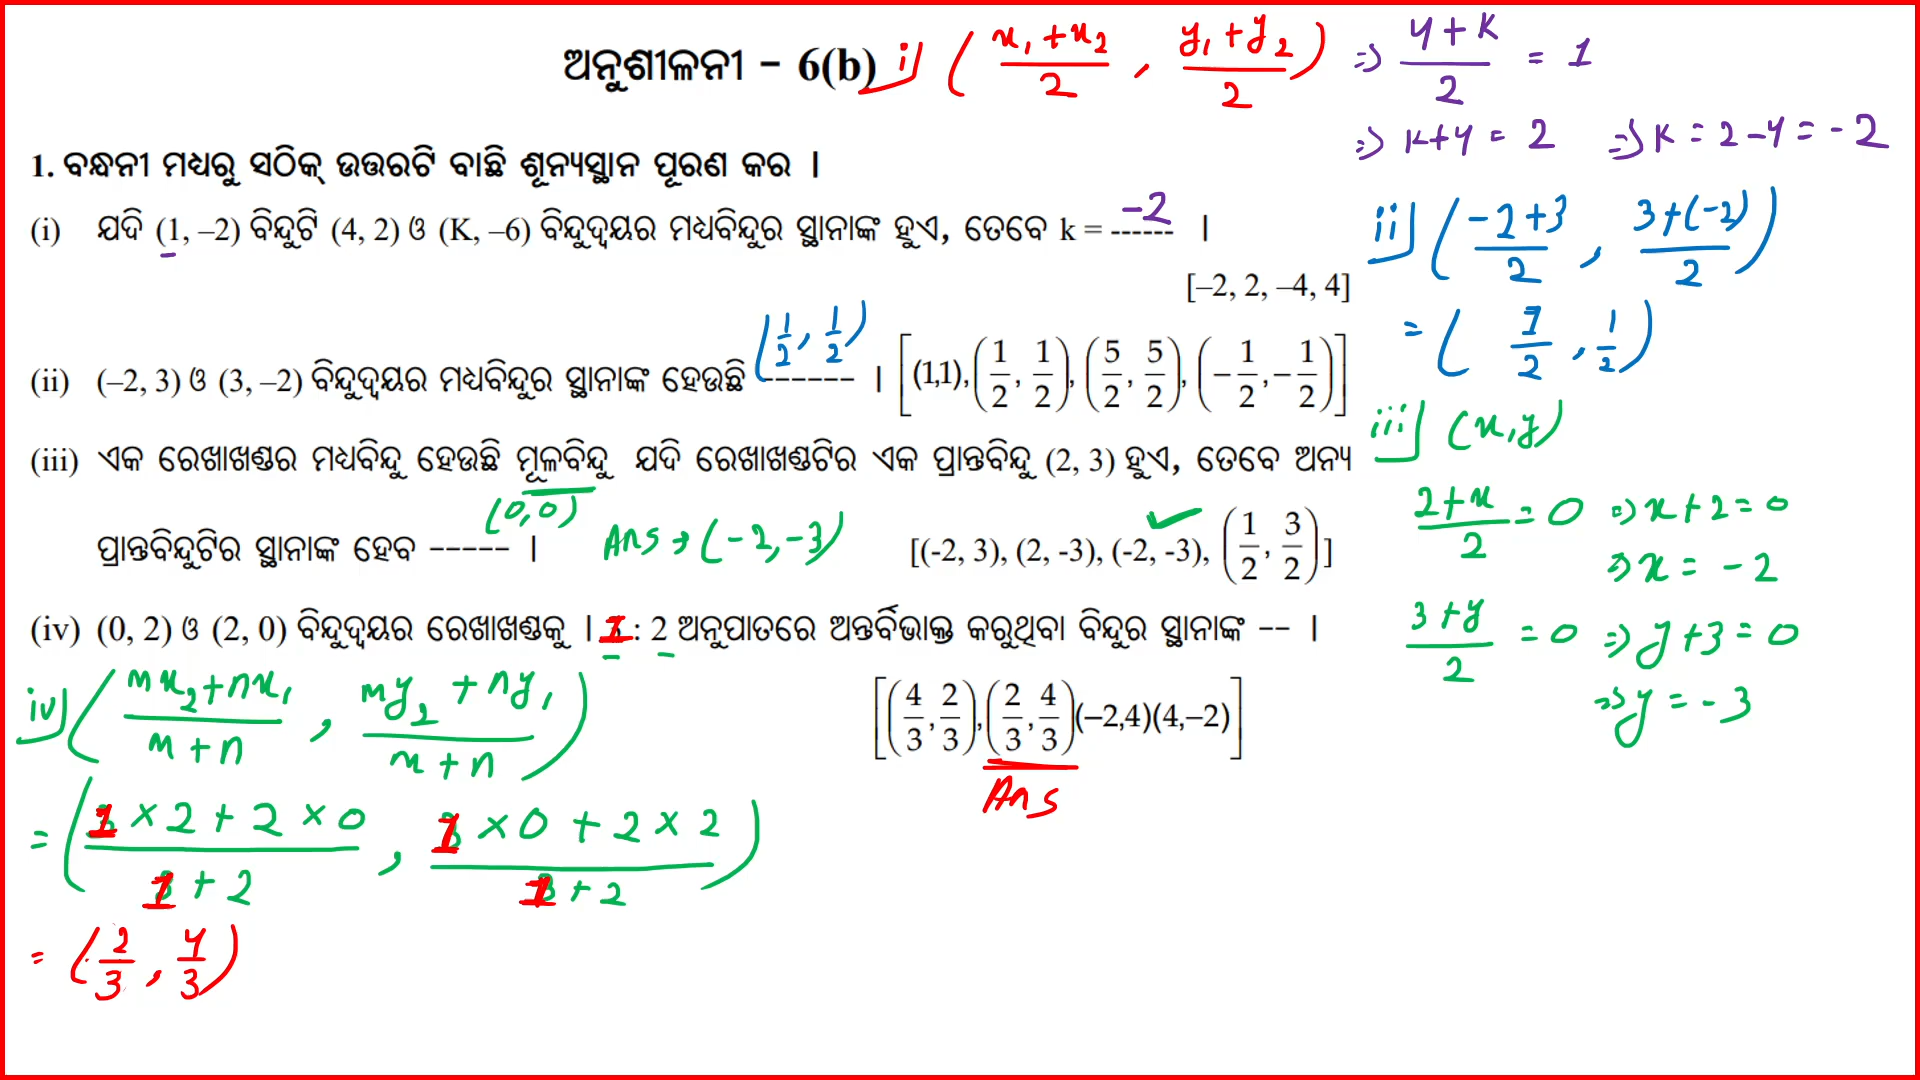 ଅନୁଶୀଳନୀ – 6(b)
i) ( x₁+x₂/2 , y₁+y₂/2 ) ⇒ 4+K/2 = 1
⇒ K+4 = 2 ⇒ K = 2-4 = -2
1. ବନ୍ଧନୀ ମଧ୍ୟରୁ ସଠିକ୍ ଉତ୍ତରଟି ବାଛି ଶୂନ୍ୟସ୍ଥାନ ପୂରଣ କର ।
(i) ଯଦି (1, –2) ବିନ୍ଦୁଟି (4, 2) ଓ (K, –6) ବିନ୍ଦୁଦ୍ୱୟର ମଧ୍ୟବିନ୍ଦୁର ସ୍ଥାନାଙ୍କ ହୁଏ, ତେବେ k = ------ ।
-2
[–2, 2, –4, 4]
(ii) (–2, 3) ଓ (3, –2) ବିନ୍ଦୁଦ୍ୱୟର ମଧ୍ୟବିନ୍ଦୁର ସ୍ଥାନାଙ୍କ ହେଉଛି ------- । [(1,1), (1/2, 1/2), (5/2, 5/2), (–1/2, –1/2)]
(1/2, 1/2)
(iii) ଏକ ରେଖାଖଣ୍ଡର ମଧ୍ୟବିନ୍ଦୁ ହେଉଛି ମୂଳବିନ୍ଦୁ ଯଦି ରେଖାଖଣ୍ଡଟିର ଏକ ପ୍ରାନ୍ତବିନ୍ଦୁ (2, 3) ହୁଏ, ତେବେ ଅନ୍ୟ
(0,0)
ପ୍ରାନ୍ତବିନ୍ଦୁଟିର ସ୍ଥାନାଙ୍କ ହେବ ----- । Ans → (-2,-3) [(-2, 3), (2, -3), (-2, -3), (1/2, 3/2)]
(iv) (0, 2) ଓ (2, 0) ବିନ୍ଦୁଦ୍ୱୟର ରେଖାଖଣ୍ଡକୁ । 1 : 2 ଅନୁପାତରେ ଅନ୍ତର୍ବିଭାକ୍ତ କରୁଥିବା ବିନ୍ଦୁର ସ୍ଥାନାଙ୍କ -- ।
[(4/3, 2/3), (2/3, 4/3)(–2,4)(4,–2)]
Ans
iv) ( mx₂+nx₁/m+n , my₂+ny₁/m+n )
= ( 1×2+2×0/1+2 , 1×0+2×2/1+2 )
= ( 2/3 , 4/3 )
ii) ( -2+3/2 , 3+(-2)/2 )
= ( 1/2 , 1/2 )
iii) (x,y)
2+x/2 = 0 ⇒ x+2 = 0
⇒ x = -2
3+y/2 = 0 ⇒ y+3 = 0
⇒ y = -3